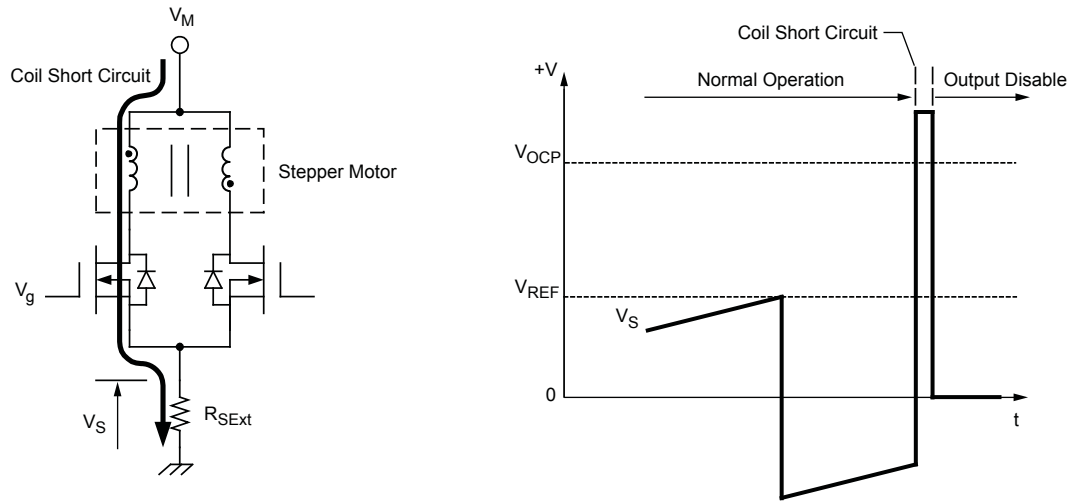 V_M
Coil Short Circuit
Stepper Motor
V_g
V_S
R_SExt
Coil Short Circuit
+V
Normal Operation
Output Disable
V_OCP
V_REF
V_S
0
t